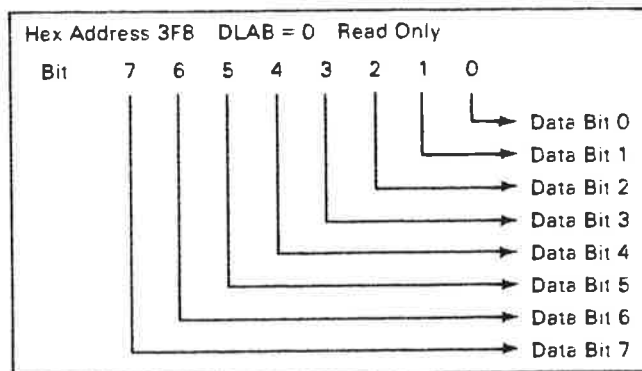 Hex Address 3F8 DLAB = 0 Read Only
Bit 7 6 5 4 3 2 1 0
Data Bit 0
Data Bit 1
Data Bit 2
Data Bit 3
Data Bit 4
Data Bit 5
Data Bit 6
Data Bit 7